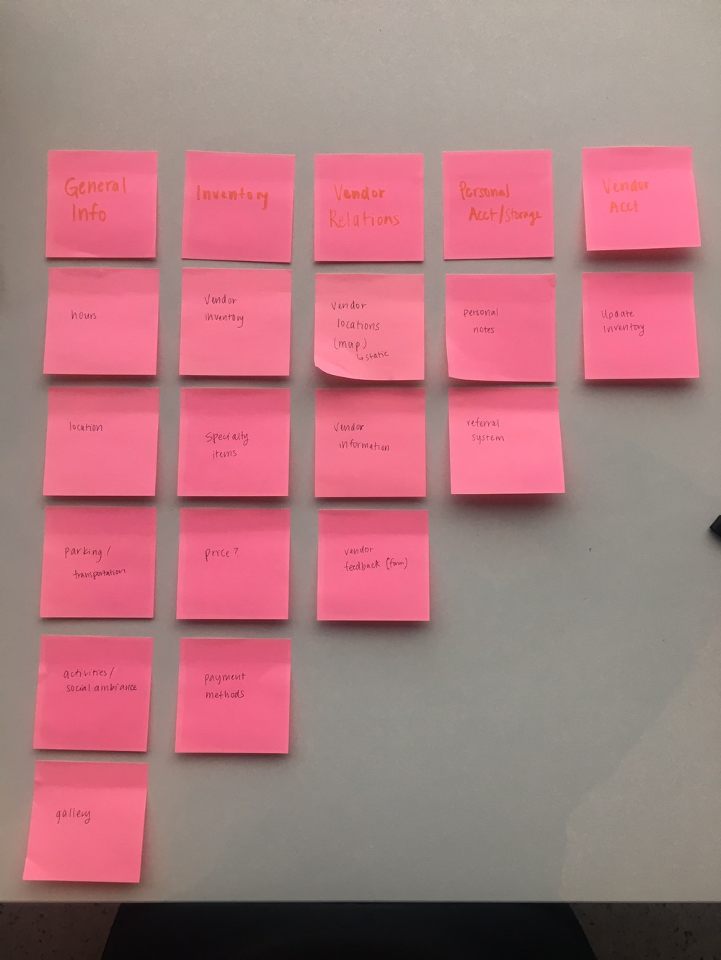 General
Info
Inventory
Vendor
Relations
Personal
Acct/Storage
Vendor
Acct
hours
Vendor
inventory
Vendor
locations
(map)
↳ static
personal
notes
Update
inventory
location
Specialty
items
Vendor
information
referral
system
parking/
transportation
price?
vendor
feedback (form)
activities/
social ambiance
payment
methods
gallery